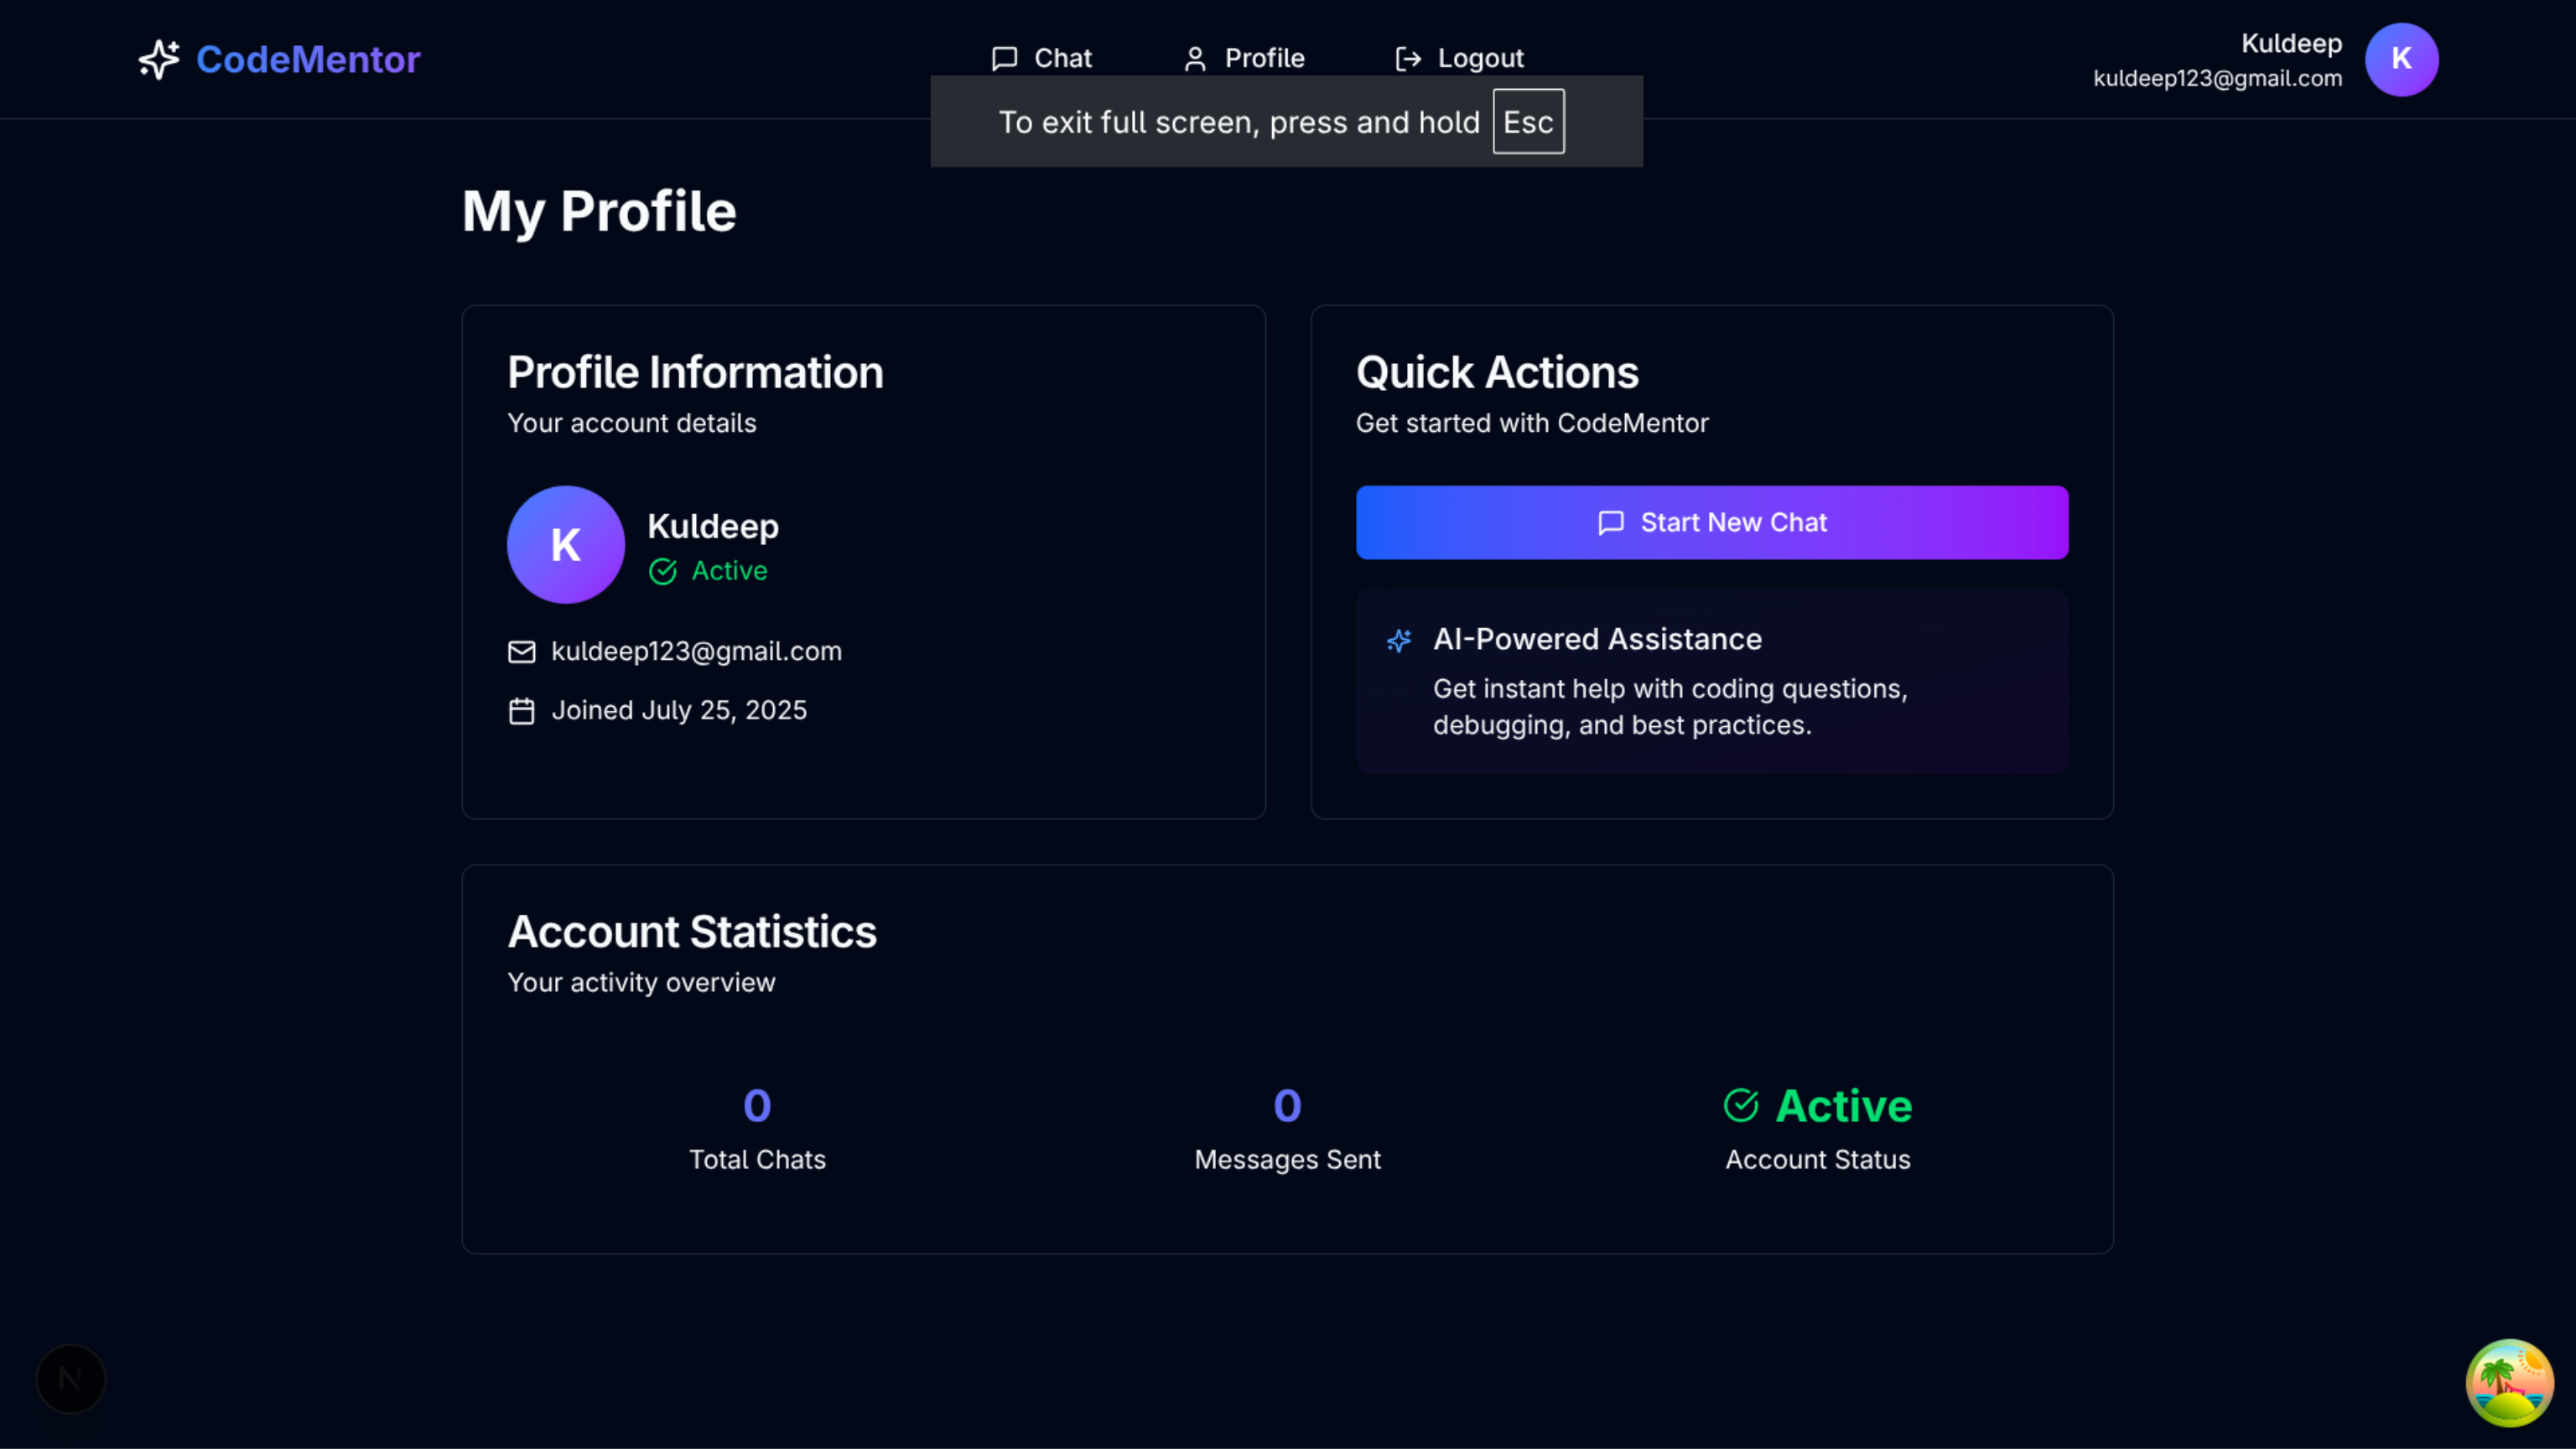 CodeMentor
Chat
Profile
Logout
Kuldeep
kuldeep123@gmail.com
K
To exit full screen, press and hold Esc
My Profile
Profile Information
Your account details
K
Kuldeep
Active
kuldeep123@gmail.com
Joined July 25, 2025
Quick Actions
Get started with CodeMentor
Start New Chat
AI-Powered Assistance
Get instant help with coding questions,
debugging, and best practices.
Account Statistics
Your activity overview
0
Total Chats
0
Messages Sent
Active
Account Status
N